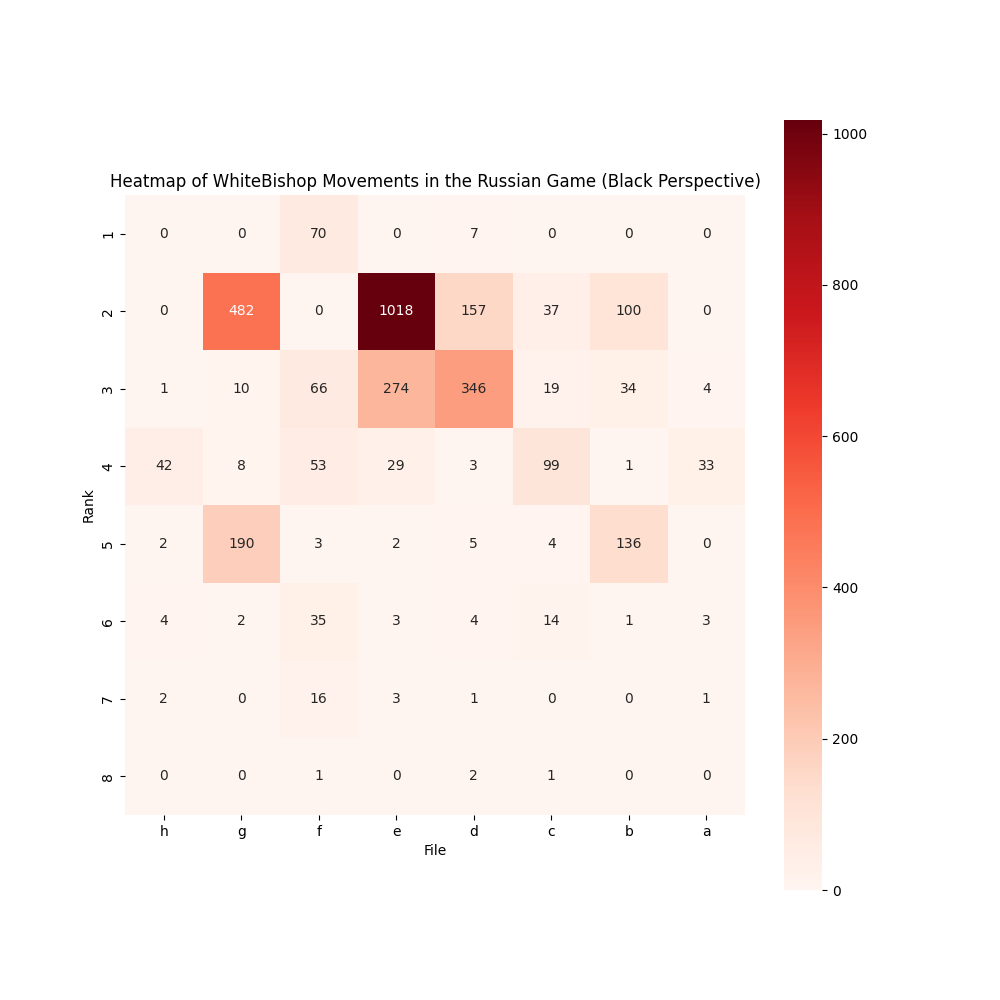 Heatmap of WhiteBishop Movements in the Russian Game (Black Perspective)
1 0 0 70 0 7 0 0 0
2 0 482 0 1018 157 37 100 0
3 1 10 66 274 346 19 34 4
4 42 8 53 29 3 99 1 33
5 2 190 3 2 5 4 136 0
6 4 2 35 3 4 14 1 3
7 2 0 16 3 1 0 0 1
8 0 0 1 0 2 1 0 0
Rank
h g f e d c b a
File
1000
800
600
400
200
0